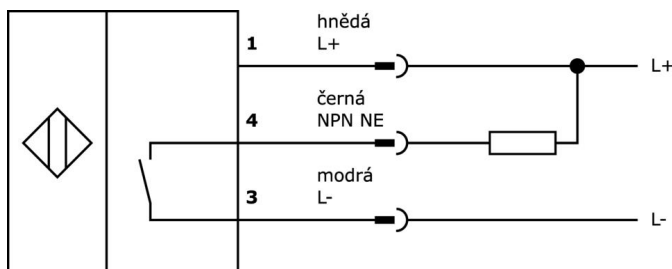 hnědá
1 L+
L+
černá
4 NPN NE
modrá
3 L-
L-